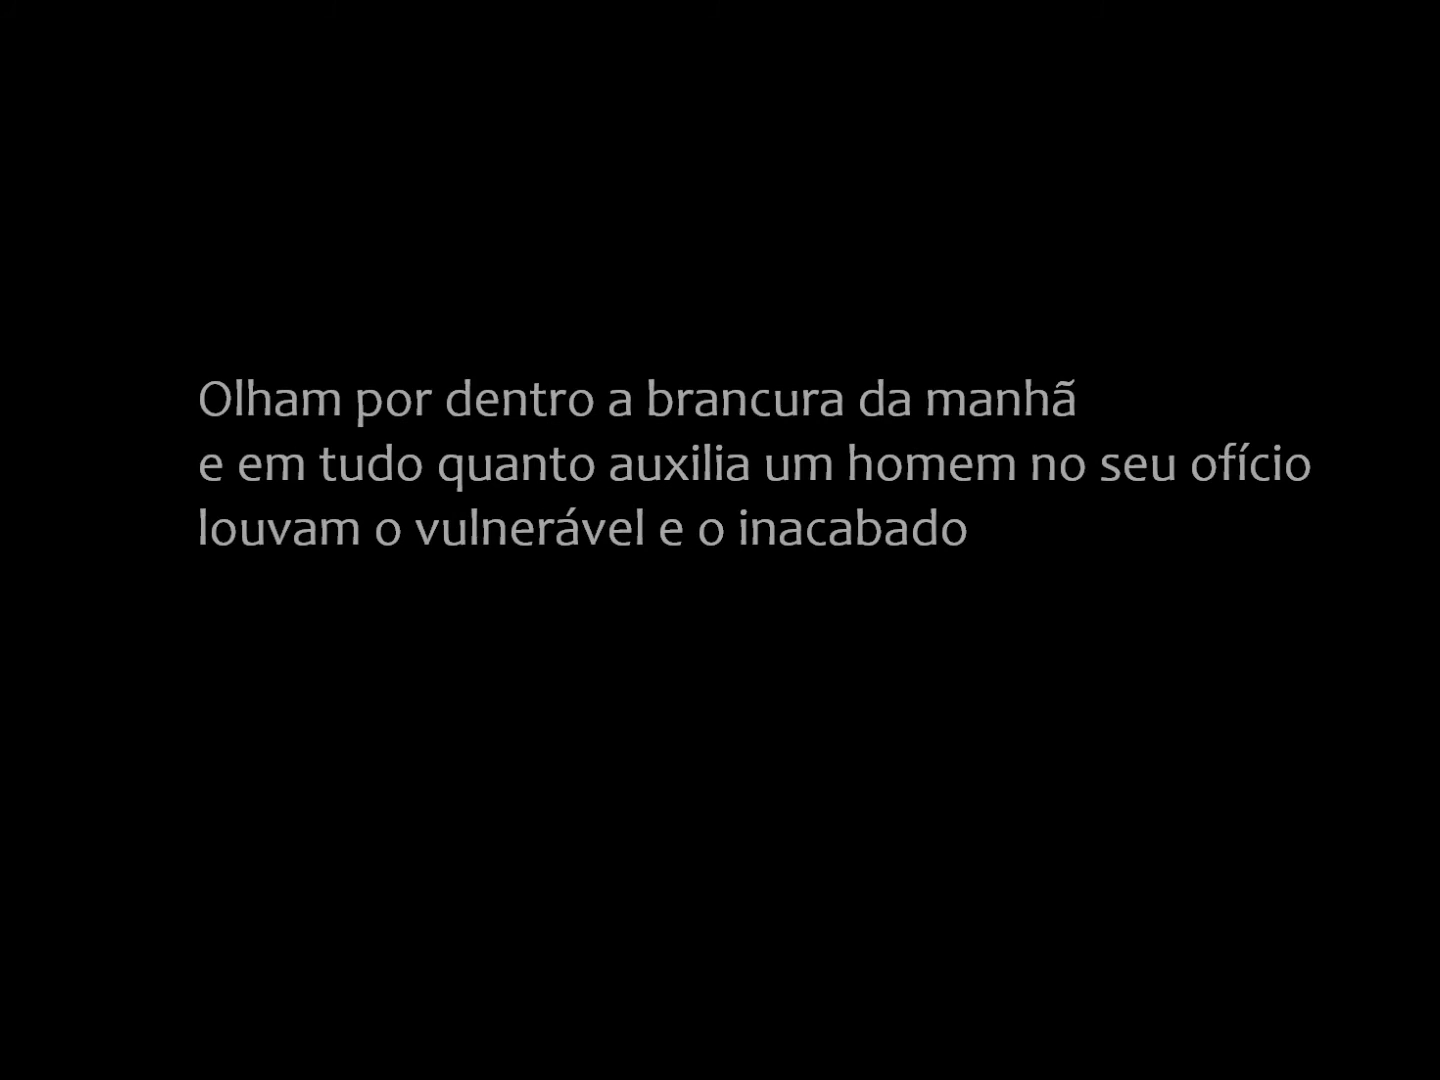 Olham por dentro a brancura da manhã
e em tudo quanto auxilia um homem no seu ofício
louvam o vulnerável e o inacabado